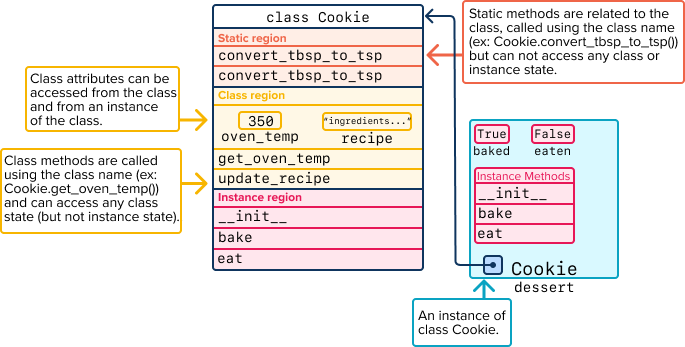 class Cookie
Static region
convert_tbsp_to_tsp
convert_tbsp_to_tsp
Class region
350
"ingredients..."
oven_temp
recipe
get_oven_temp
update_recipe
Instance region
__init__
bake
eat
Static methods are related to the
class, called using the class name
(ex: Cookie.convert_tbsp_to_tsp())
but can not access any class or
instance state.
Class attributes can be
accessed from the class
and from an instance
of the class.
Class methods are called
using the class name (ex:
Cookie.get_oven_temp())
and can access any class
state (but not instance state).
True
False
baked
eaten
Instance Methods
__init__
bake
eat
Cookie
dessert
An instance of
class Cookie.